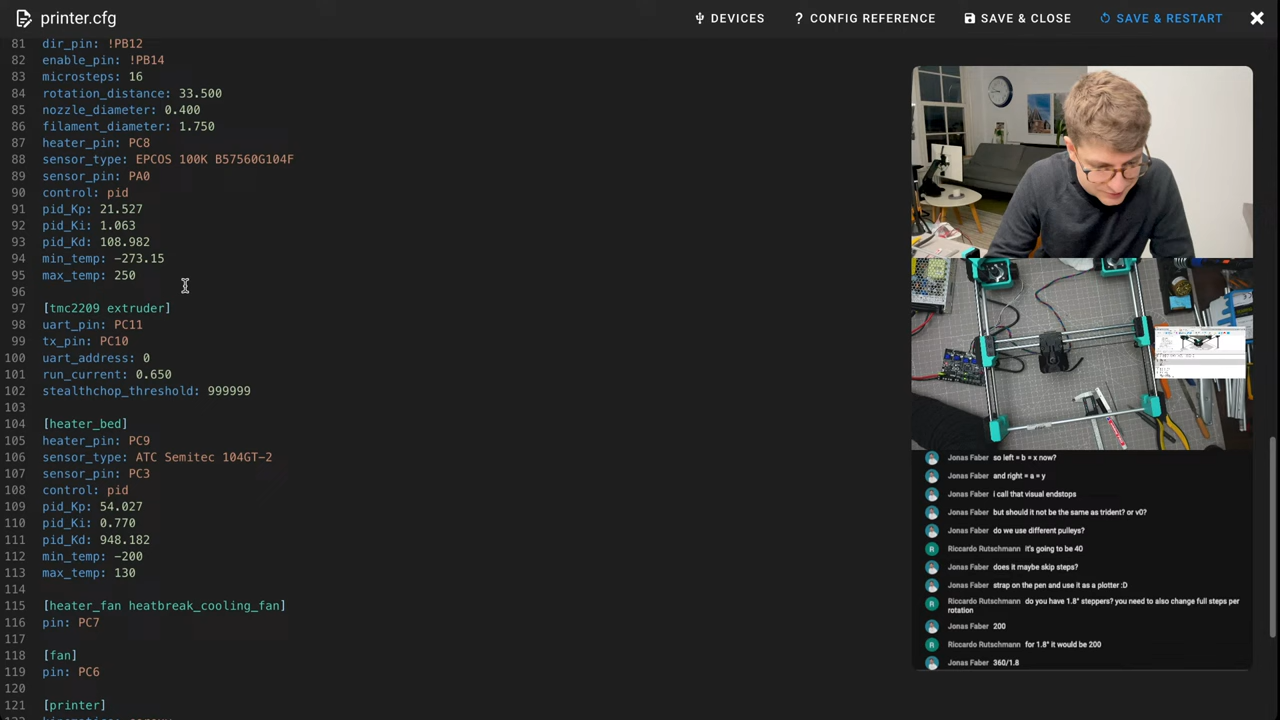 printer.cfg
DEVICES
? CONFIG REFERENCE
SAVE & CLOSE
SAVE & RESTART
81 dir_pin: !PB12
82 enable_pin: !PB14
83 microsteps: 16
84 rotation_distance: 33.500
85 nozzle_diameter: 0.400
86 filament_diameter: 1.750
87 heater_pin: PC8
88 sensor_type: EPCOS 100K B57560G104F
89 sensor_pin: PA0
90 control: pid
91 pid_Kp: 21.527
92 pid_Ki: 1.063
93 pid_Kd: 108.982
94 min_temp: -273.15
95 max_temp: 250
96
97 [tmc2209 extruder]
98 uart_pin: PC11
99 tx_pin: PC10
100 uart_address: 0
101 run_current: 0.650
102 stealthchop_threshold: 999999
103
104 [heater_bed]
105 heater_pin: PC9
106 sensor_type: ATC Semitec 104GT-2
107 sensor_pin: PC3
108 control: pid
109 pid_Kp: 54.027
110 pid_Ki: 0.770
111 pid_Kd: 948.182
112 min_temp: -200
113 max_temp: 130
114
115 [heater_fan heatbreak_cooling_fan]
116 pin: PC7
117
118 [fan]
119 pin: PC6
120
121 [printer]
Jonas Faber so left = b = x now?
Jonas Faber and right = a = y
Jonas Faber i call that visual endstops
Jonas Faber but should it not be the same as trident? or v0?
Jonas Faber do we use different pulleys?
R Riccardo Rutschmann it's going to be 40
Jonas Faber does it maybe skip steps?
Jonas Faber strap on the pen and use it as a plotter :D
R Riccardo Rutschmann do you have 1.8° steppers? you need to also change full steps per
rotation
Jonas Faber 200
R Riccardo Rutschmann for 1.8° it would be 200
Jonas Faber 360/1.8